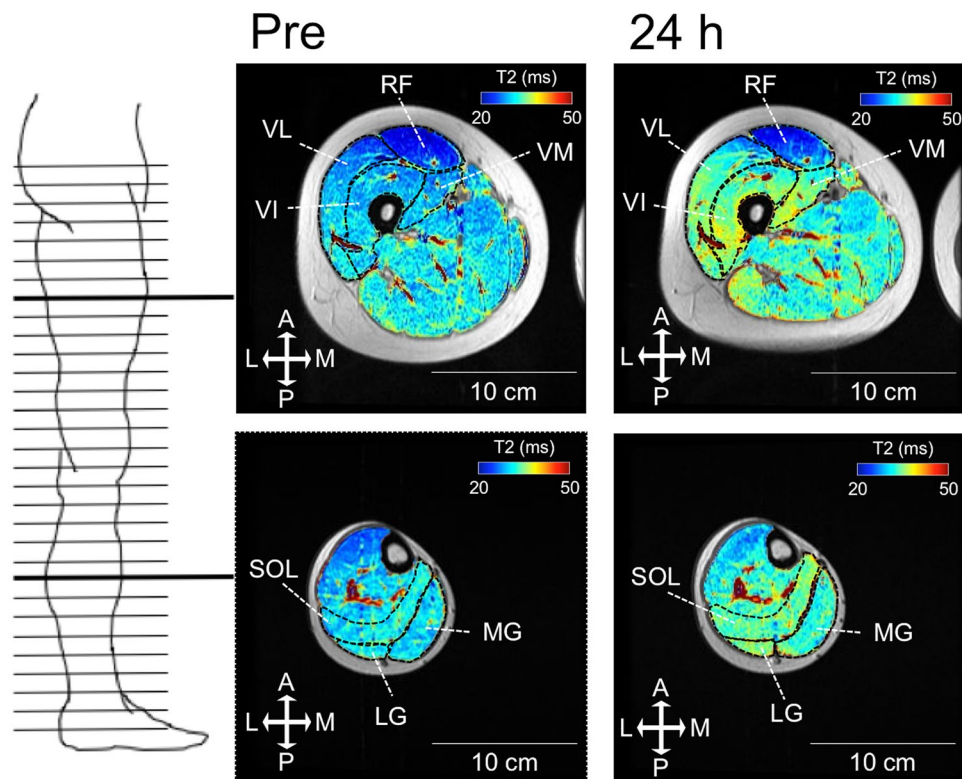 Pre
24 h
T2 (ms)
20 50
RF
VL
VM
VI
A
L M
P
10 cm
T2 (ms)
20 50
RF
VL
VM
VI
A
L M
P
10 cm
T2 (ms)
20 50
SOL
MG
LG
A
L M
P
10 cm
T2 (ms)
20 50
SOL
MG
LG
A
L M
P
10 cm